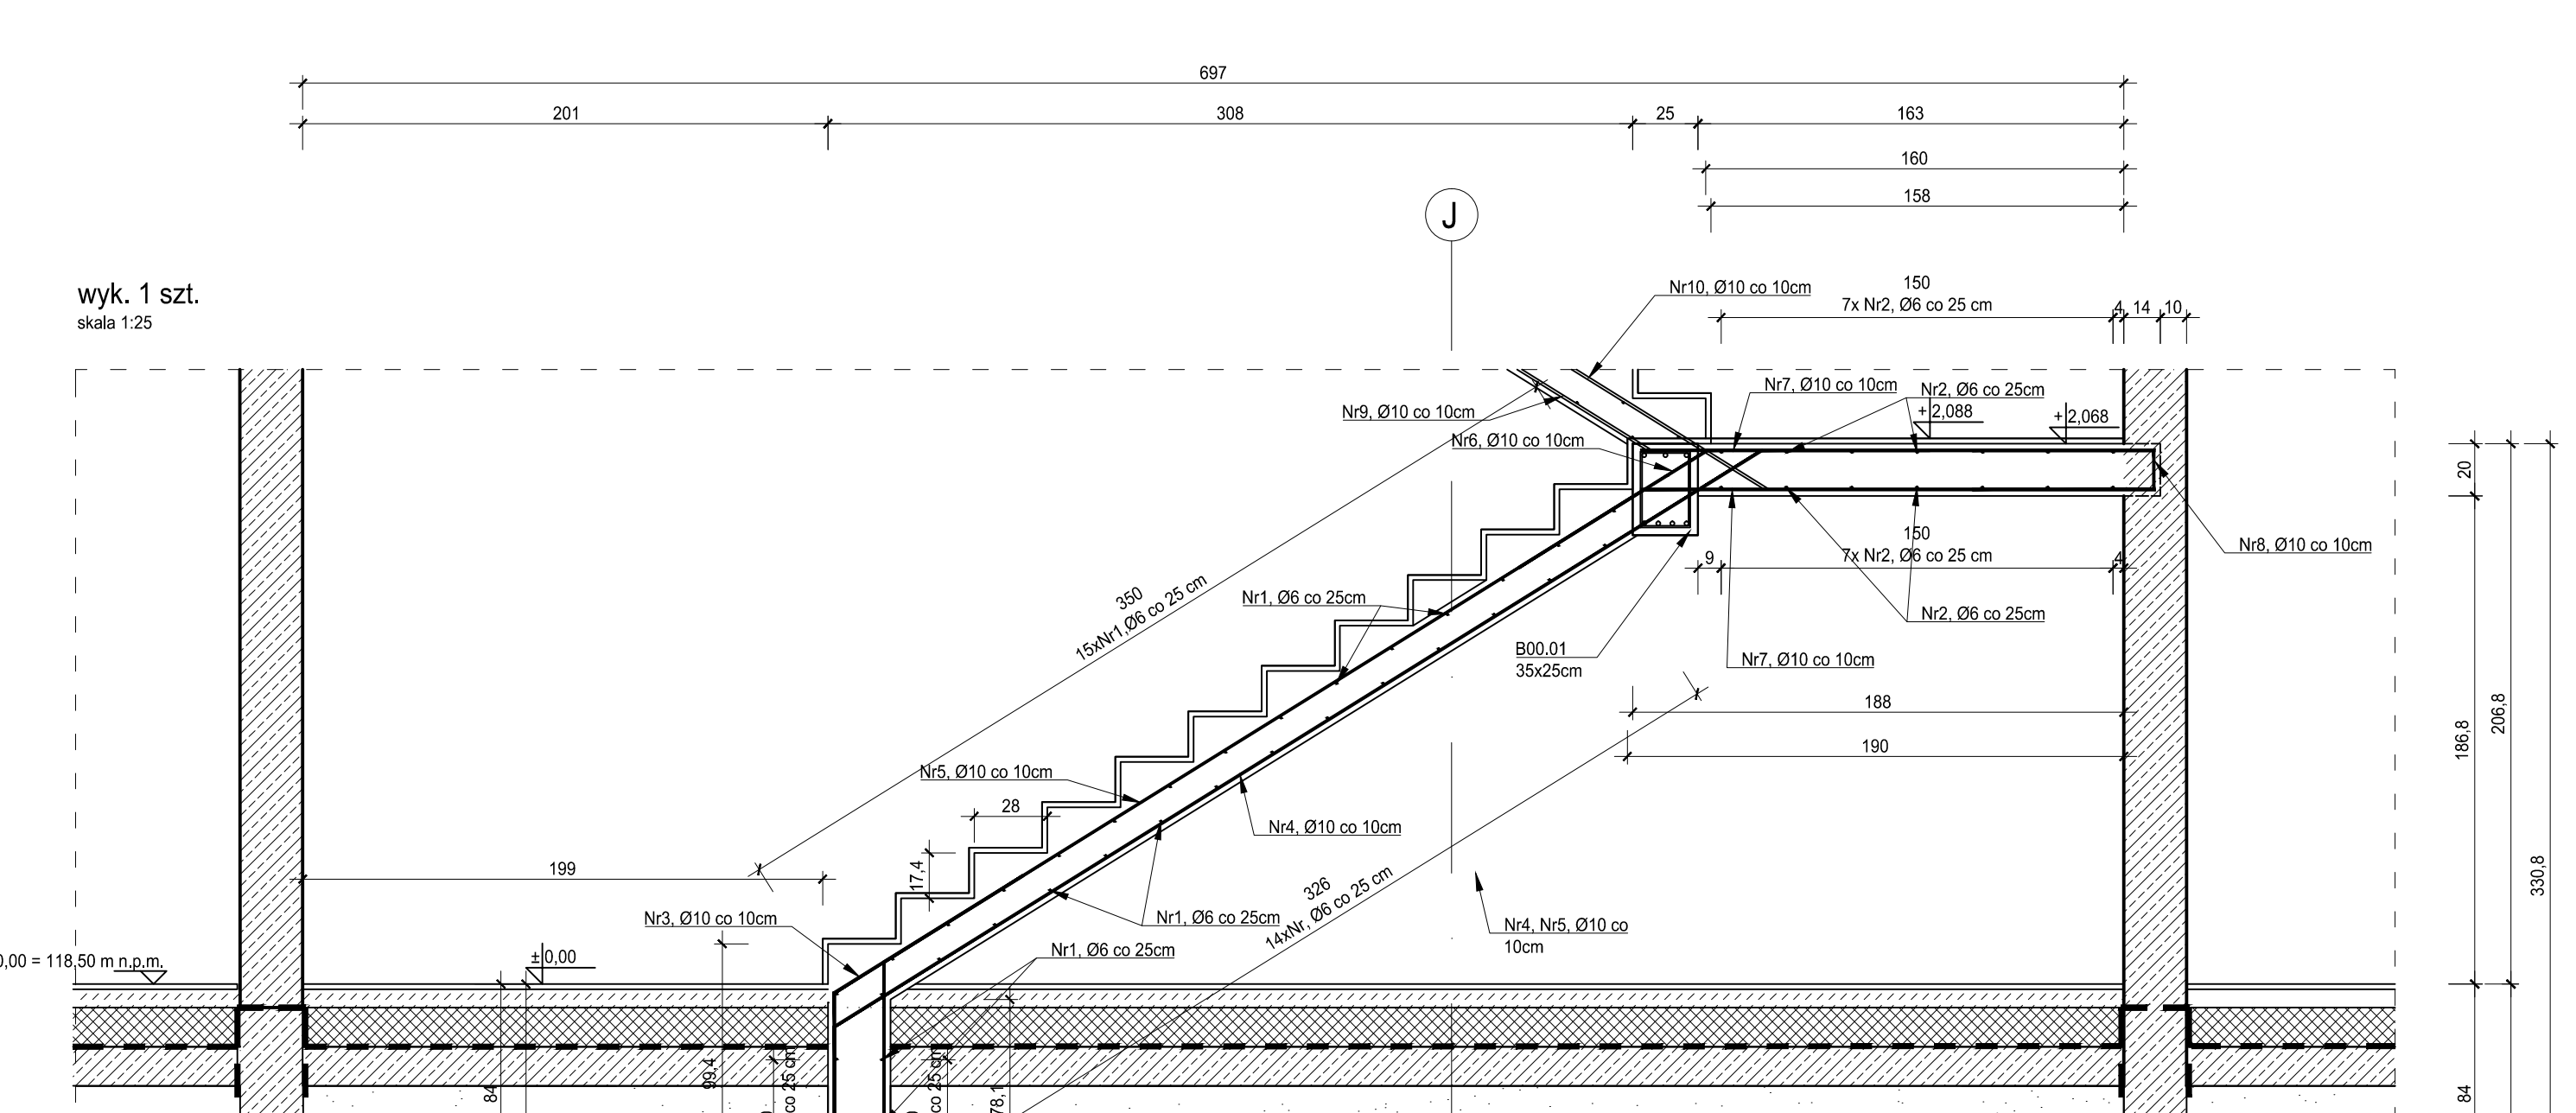 697
201
308
25
163
160
158
J
wyk. 1 szt.
skala 1:25
Nr10, Ø10 co 10cm
150
7x Nr2, Ø6 co 25 cm
4
14
10
Nr7, Ø10 co 10cm
Nr2, Ø6 co 25cm
Nr9, Ø10 co 10cm
+2,088
+2,068
Nr6, Ø10 co 10cm
20
150
7x Nr2, Ø6 co 25 cm
9
4
Nr8, Ø10 co 10cm
350
15xNr1,Ø6 co 25 cm
Nr1, Ø6 co 25cm
Nr2, Ø6 co 25cm
B00.01
35x25cm
Nr7, Ø10 co 10cm
188
190
186,8
206,8
330,8
Nr5, Ø10 co 10cm
28
Nr4, Ø10 co 10cm
17,4
199
326
14xNr, Ø6 co 25 cm
Nr3, Ø10 co 10cm
Nr1, Ø6 co 25cm
Nr4, Nr5, Ø10 co
10cm
Nr1, Ø6 co 25cm
0,00 = 118,50 m n.p.m.
±0,00
84
99,4
co 25 cm
co 25 cm
78,1
84